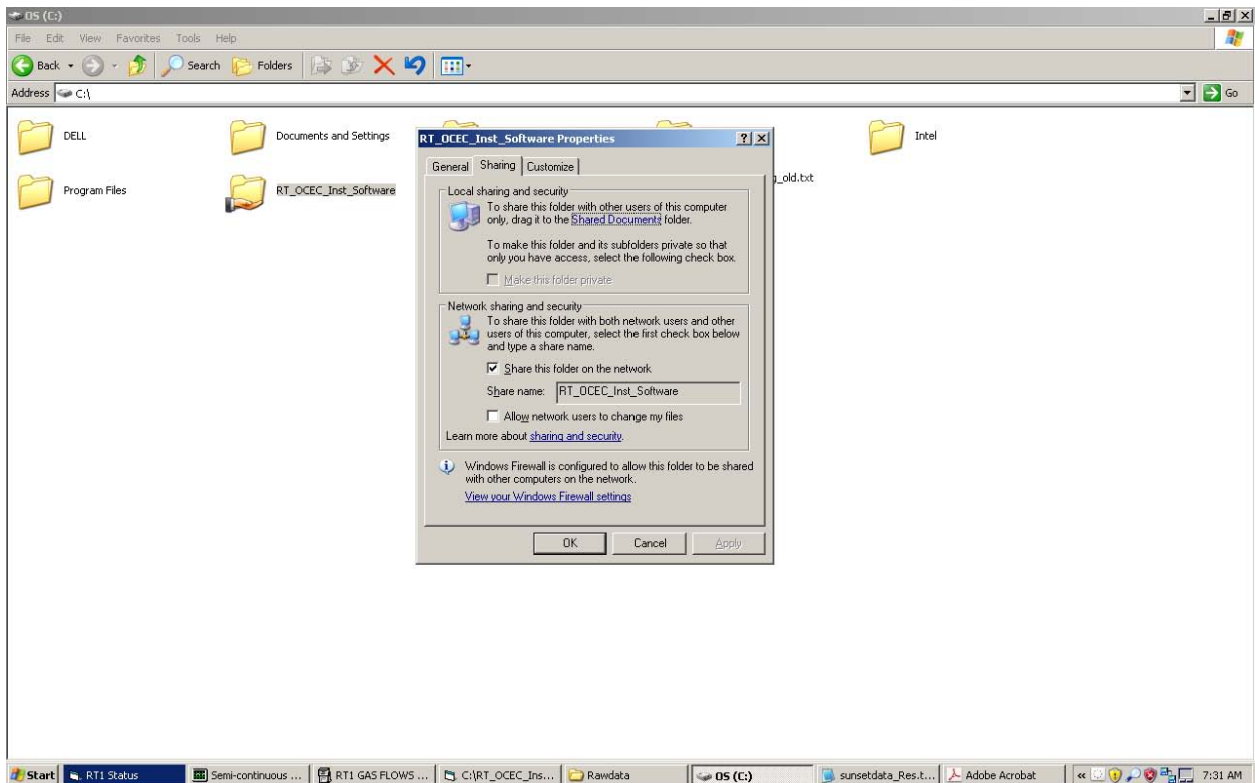 OS (C:)
File Edit View Favorites Tools Help
Back Search Folders
Address C:\ Go
DELL
Documents and Settings
Intel
Program Files
RT_OCEC_Inst_Software
g_old.txt
RT_OCEC_Inst_Software Properties
General Sharing Customize
Local sharing and security
To share this folder with other users of this computer
only, drag it to the Shared Documents folder.
To make this folder and its subfolders private so that
only you have access, select the following check box.
Make this folder private
Network sharing and security
To share this folder with both network users and other
users of this computer, select the first check box below
and type a share name.
Share this folder on the network
Share name: RT_OCEC_Inst_Software
Allow network users to change my files
Learn more about sharing and security.
Windows Firewall is configured to allow this folder to be shared
with other computers on the network.
View your Windows Firewall settings
OK Cancel Apply
Start RT1 Status Semi-continuous ... RT1 GAS FLOWS ... C:\RT_OCEC_Ins... Rawdata OS (C:) sunsetdata_Res.t... Adobe Acrobat « 7:31 AM